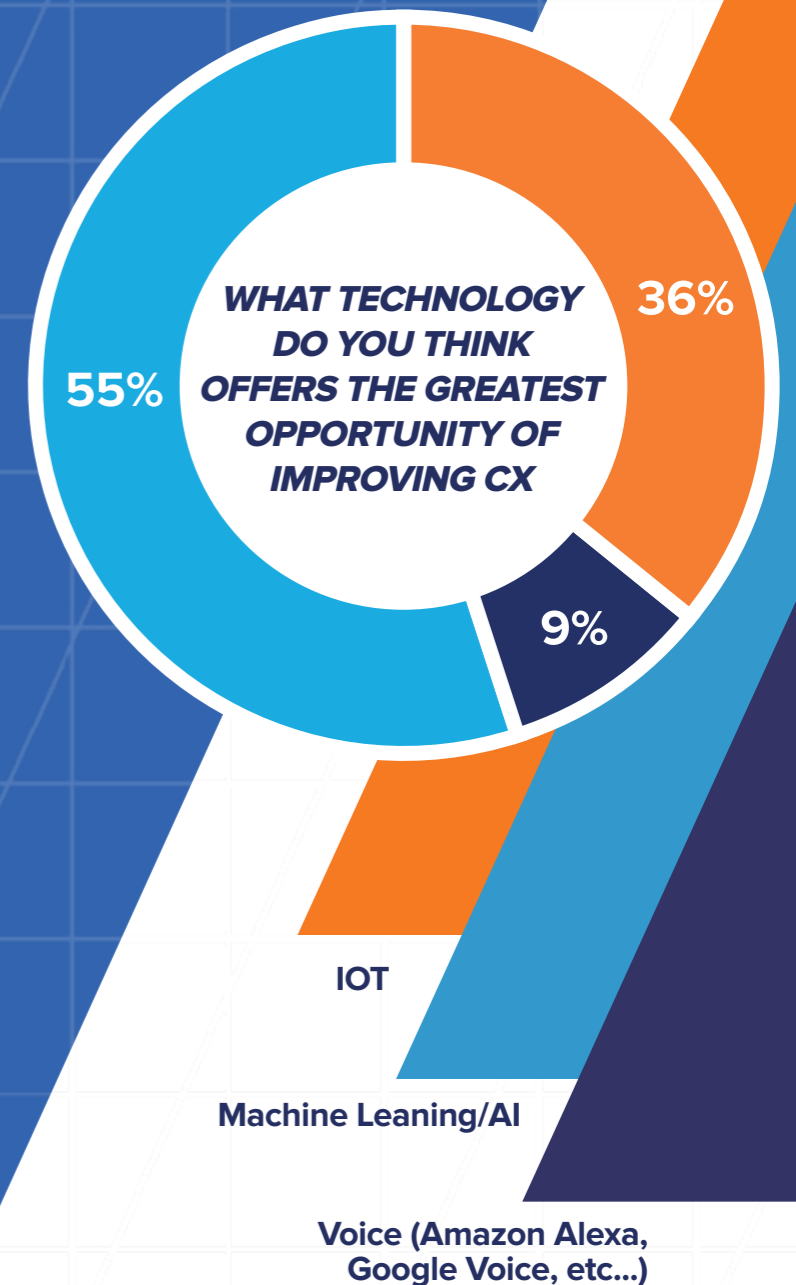 WHAT TECHNOLOGY
DO YOU THINK
OFFERS THE GREATEST
OPPORTUNITY OF
IMPROVING CX
36%
55%
9%
IOT
Machine Leaning/AI
Voice (Amazon Alexa,
Google Voice, etc...)